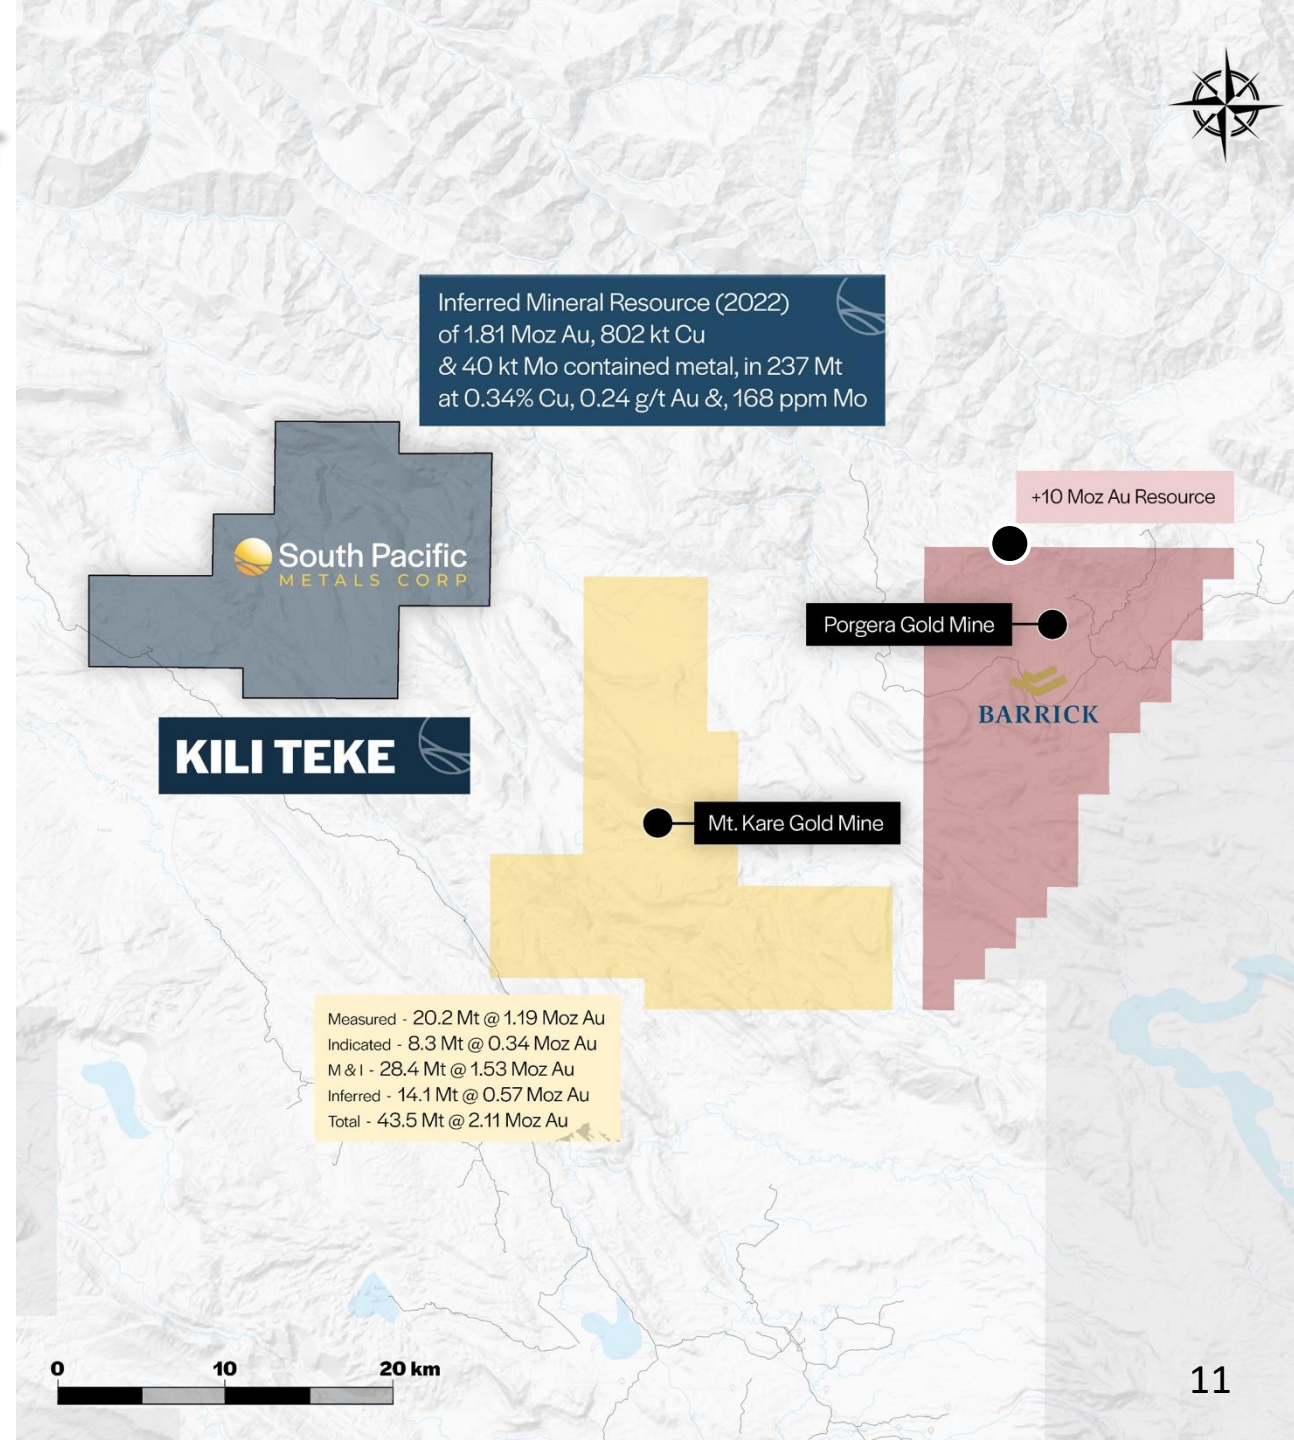 Inferred Mineral Resource (2022)
of 1.81 Moz Au, 802 kt Cu
& 40 kt Mo contained metal, in 237 Mt
at 0.34% Cu, 0.24 g/t Au &, 168 ppm Mo
+10 Moz Au Resource
South Pacific
METALS CORP
Porgera Gold Mine
BARRICK
KILI TEKE
Mt. Kare Gold Mine
Measured - 20.2 Mt @ 1.19 Moz Au
Indicated - 8.3 Mt @ 0.34 Moz Au
M & I - 28.4 Mt @ 1.53 Moz Au
Inferred - 14.1 Mt @ 0.57 Moz Au
Total - 43.5 Mt @ 2.11 Moz Au
0 10 20 km
11